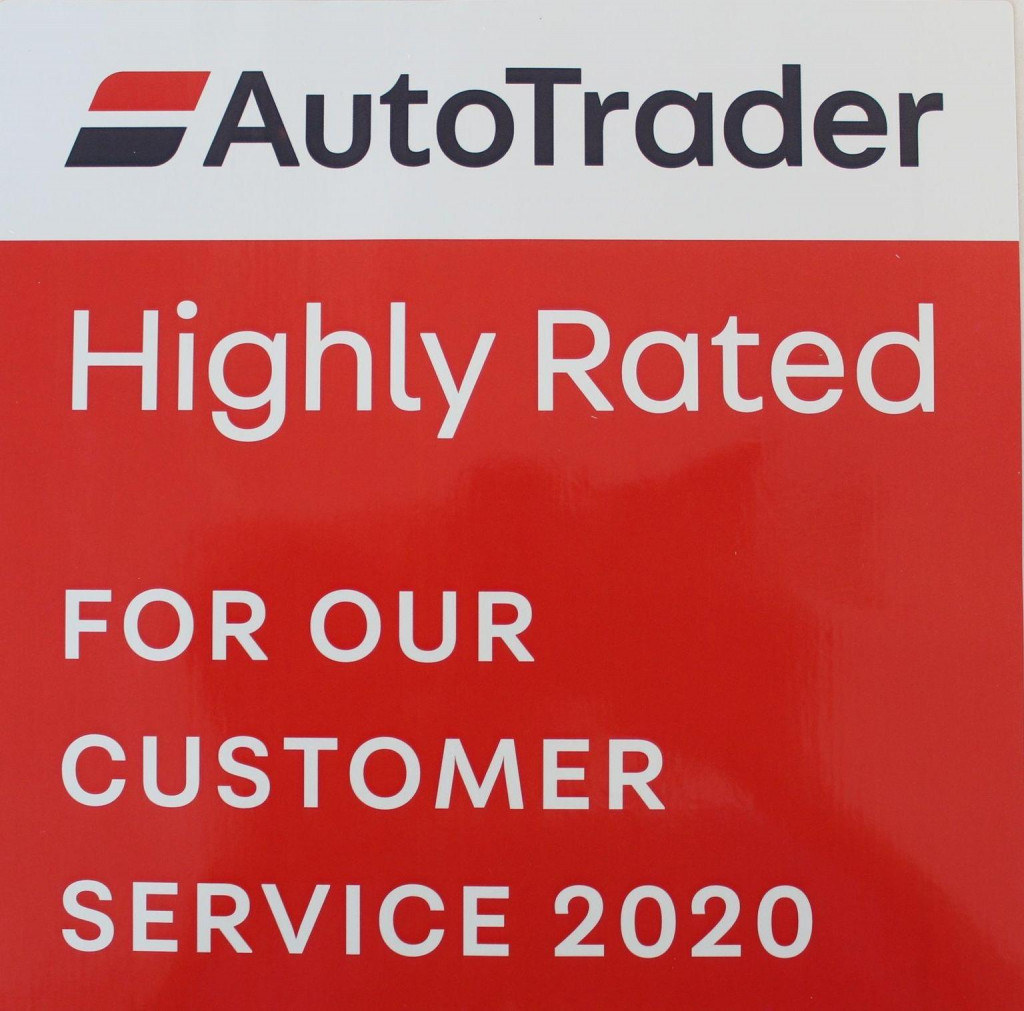 AutoTrader
Highly Rated
FOR OUR
CUSTOMER
SERVICE 2020